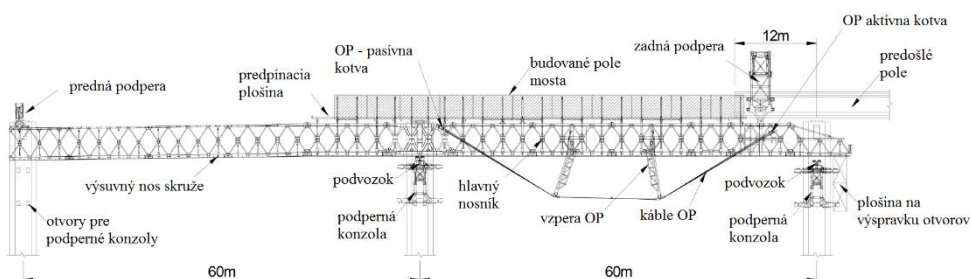 OP aktívna kotva
zadná podpera
12m
OP - pasívna
kotva
budované pole
mosta
predošlé
pole
predpínacia
plošina
predná podpera
výsuvný nos skruže
podvozok
hlavný
nosník
podvozok
otvory pre
podperné konzoly
podperná
konzola
vzpera OP
káble OP
podperná
konzola
plošina na
výspravku otvorov
60m
60m